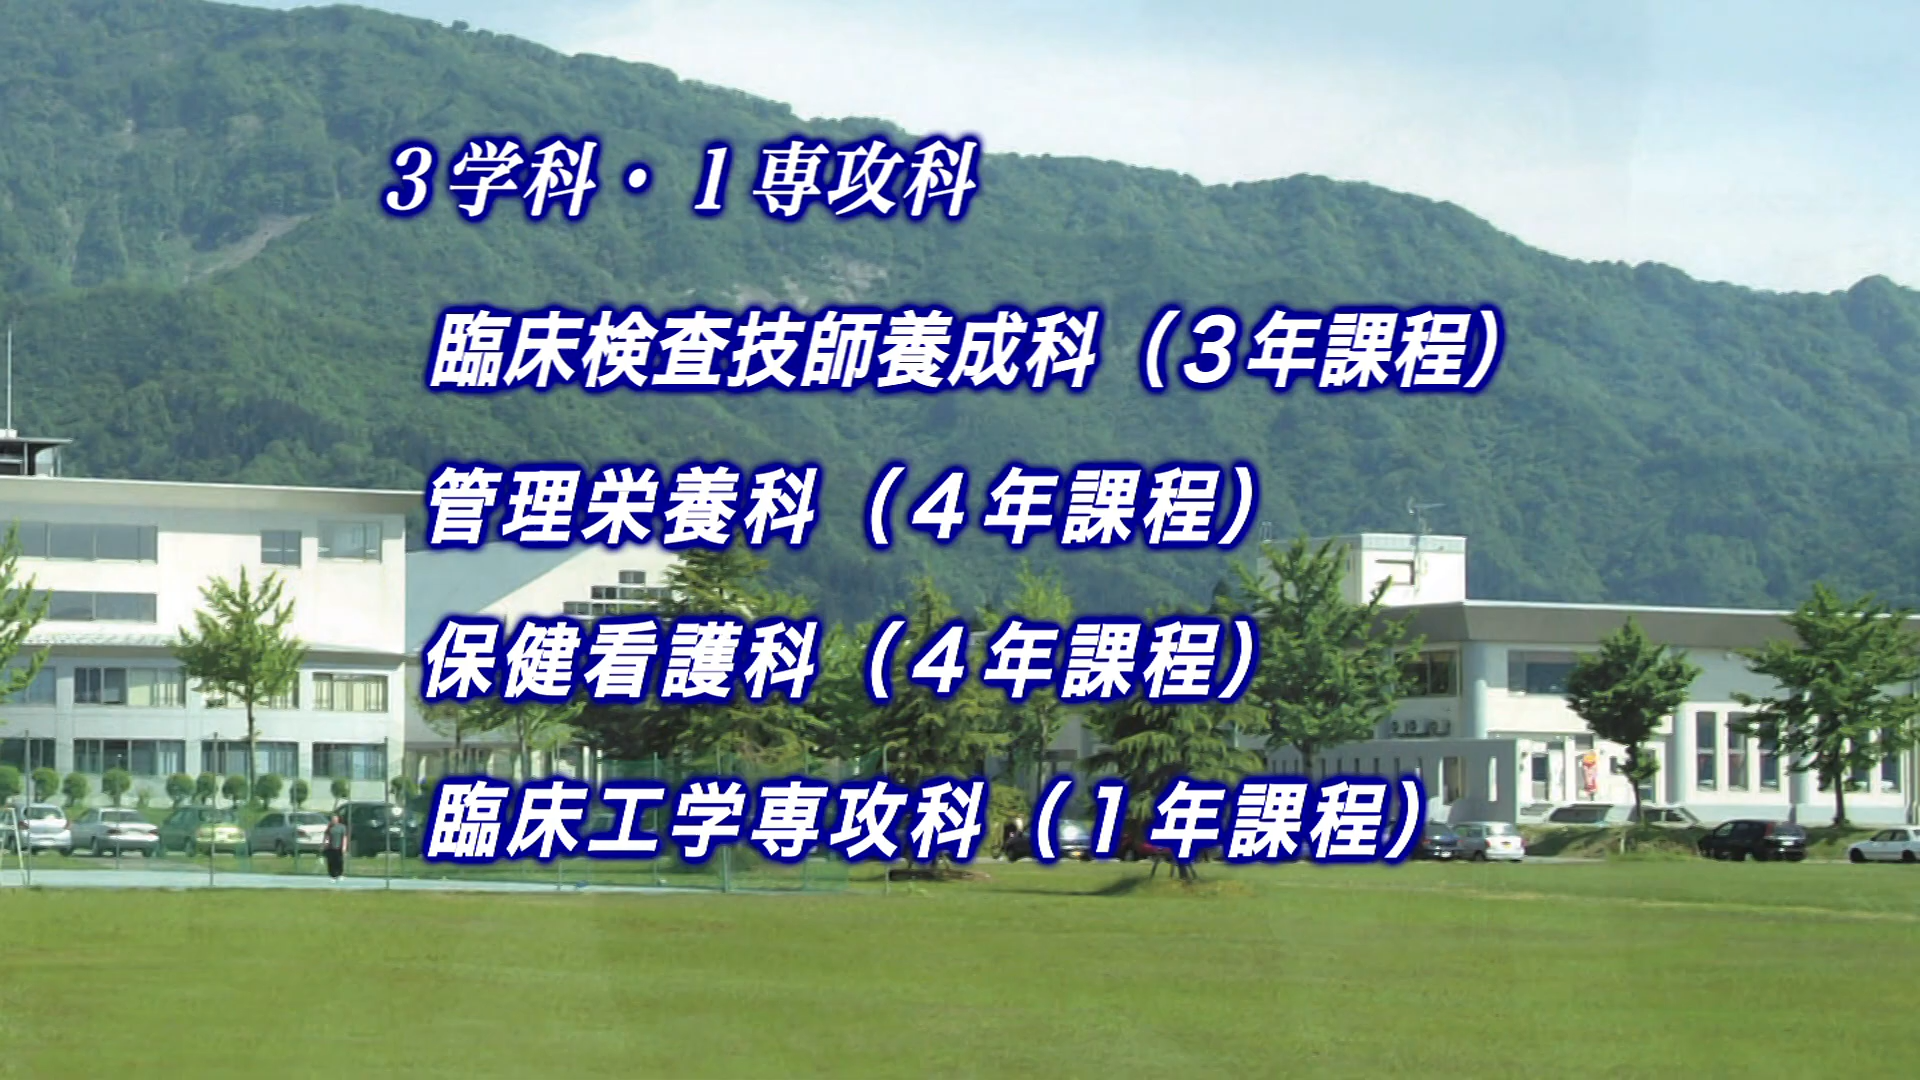 ３学科・１専攻科
臨床検査技師養成科（３年課程）
管理栄養科（４年課程）
保健看護科（４年課程）
臨床工学専攻科（１年課程）